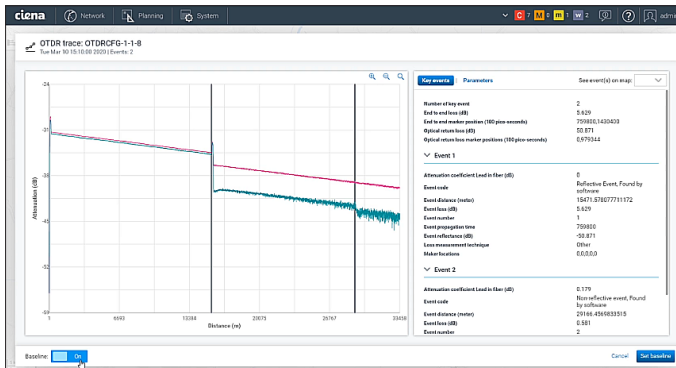 ciena Network Planning System C 7 M 0 m 1 w 2 admi
OTDR trace: OTDRCFG-1-1-8
Tue Mar 10 15:10:00 2020 | Events: 2
Key events Parameters See event(s) on map:
Number of key event 2
End to end loss (dB) 5.629
End to end marker position (100 pico-seconds) 759800,1430403
Optical return loss (dB) 50.871
Optical return loss marker positions (100 pico-seconds) 0,979344
Event 1
Attenuation coefficient Lead in fiber (dB) 0
Event code Reflective Event, Found by software
Event distance (meter) 15471.578077711172
Event loss (dB) 5.629
Event number 1
Event propagation time 759800
Event reflectance (dB) -50.871
Loss measurement technique Other
Maker locations 0,0,0,0,0
Event 2
Attenuation coefficient Lead in fiber (dB) 0.179
Event code Non-reflective event, Found by software
Event distance (meter) 29166.4569833515
Event loss (dB) 0.581
Event number 2
-24
-31
-38
-45
-52
-59
Attenuation (dB)
1 6693 13384 20075 26767 33458
Distance (m)
Baseline: On Cancel Set baseline